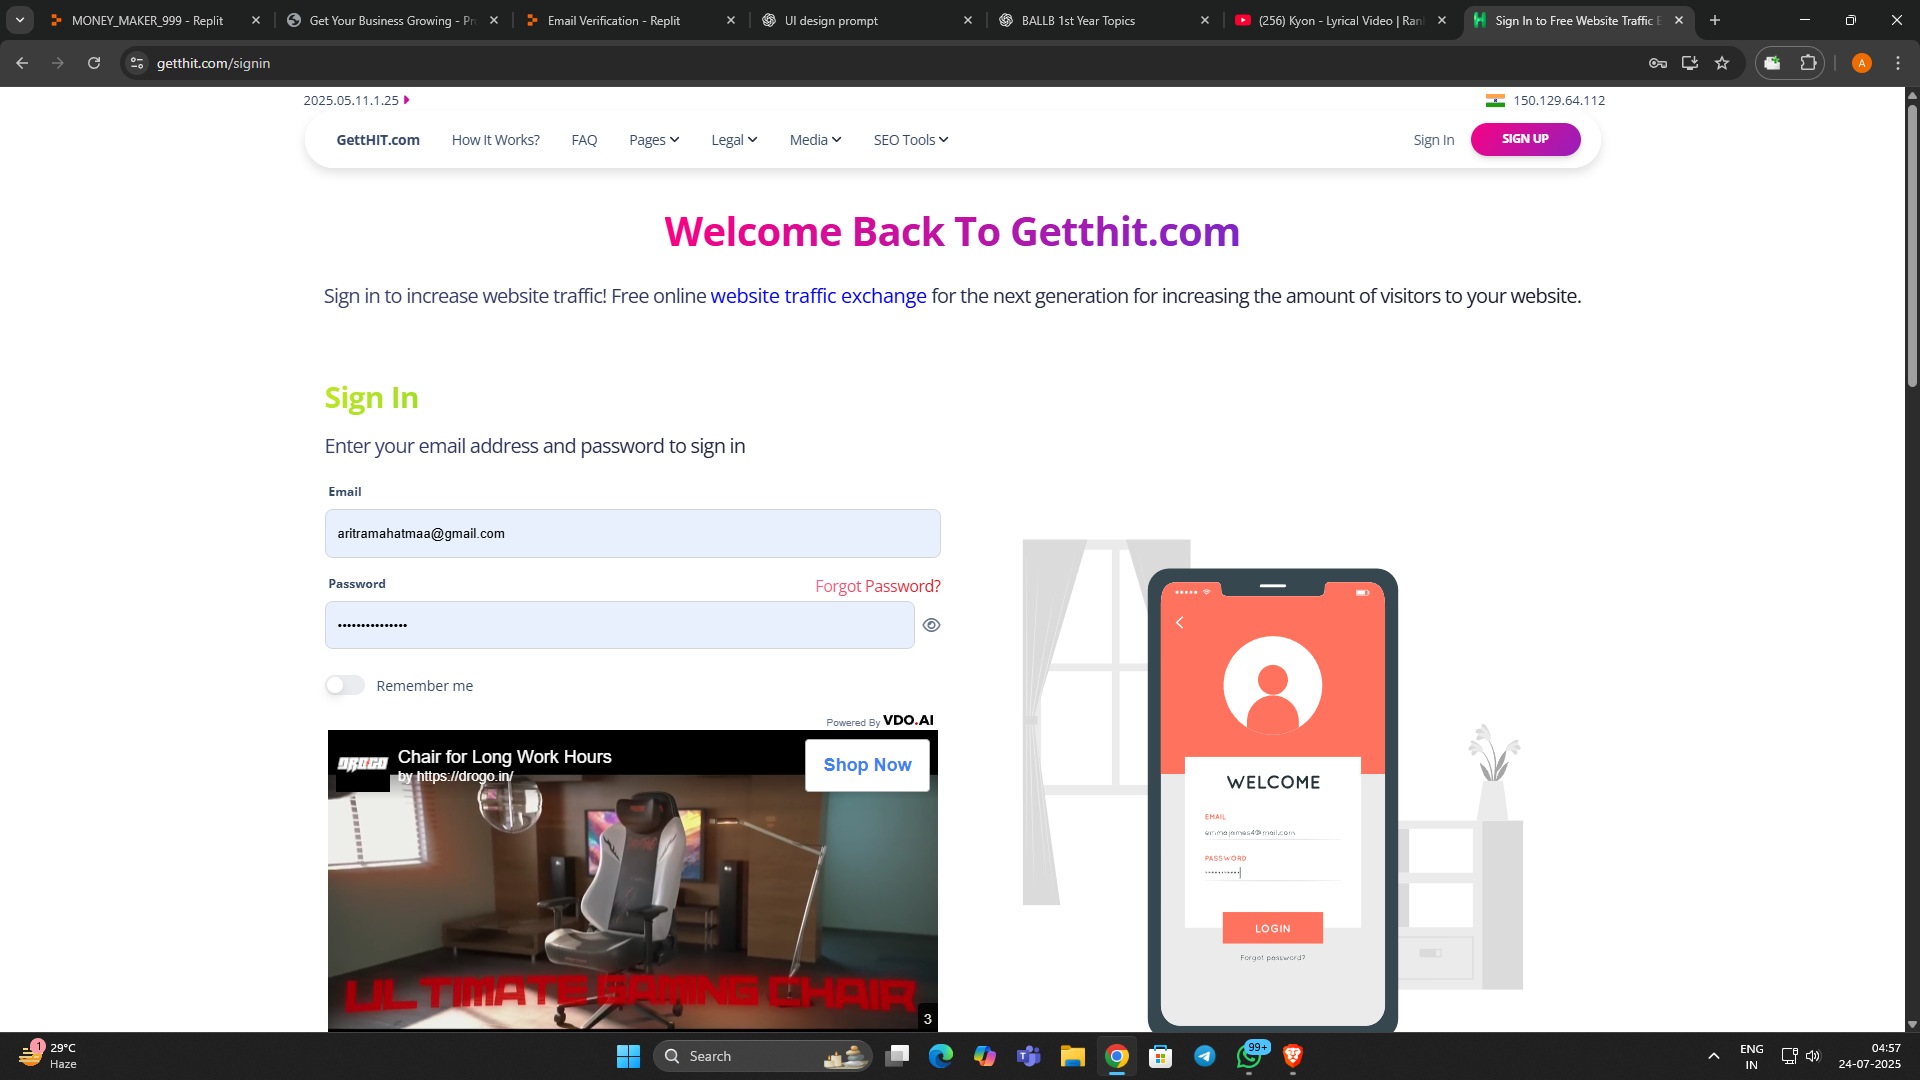 MONEY_MAKER_999 - Replit
Get Your Business Growing - Pr
Email Verification - Replit
UI design prompt
BALLB 1st Year Topics
(256) Kyon - Lyrical Video | Ran
Sign In to Free Website Traffic E
getthit.com/signin
A
2025.05.11.1.25
150.129.64.112
GettHIT.com
How It Works?
FAQ
Pages
Legal
Media
SEO Tools
Sign In
SIGN UP
Welcome Back To Getthit.com
Sign in to increase website traffic! Free online website traffic exchange for the next generation for increasing the amount of visitors to your website.
Sign In
Enter your email address and password to sign in
Email
aritramahatmaa@gmail.com
Password
Forgot Password?
•••••••••••••••
Remember me
Powered By VDO.AI
DROGO
Chair for Long Work Hours
by https://drogo.in/
Shop Now
ULTIMATE GAMING CHAIR
3
WELCOME
EMAIL
emmajames4@mail.com
PASSWORD
LOGIN
Forgot password?
1
29°C
Haze
Search
99+
ENG
IN
04:57
24-07-2025